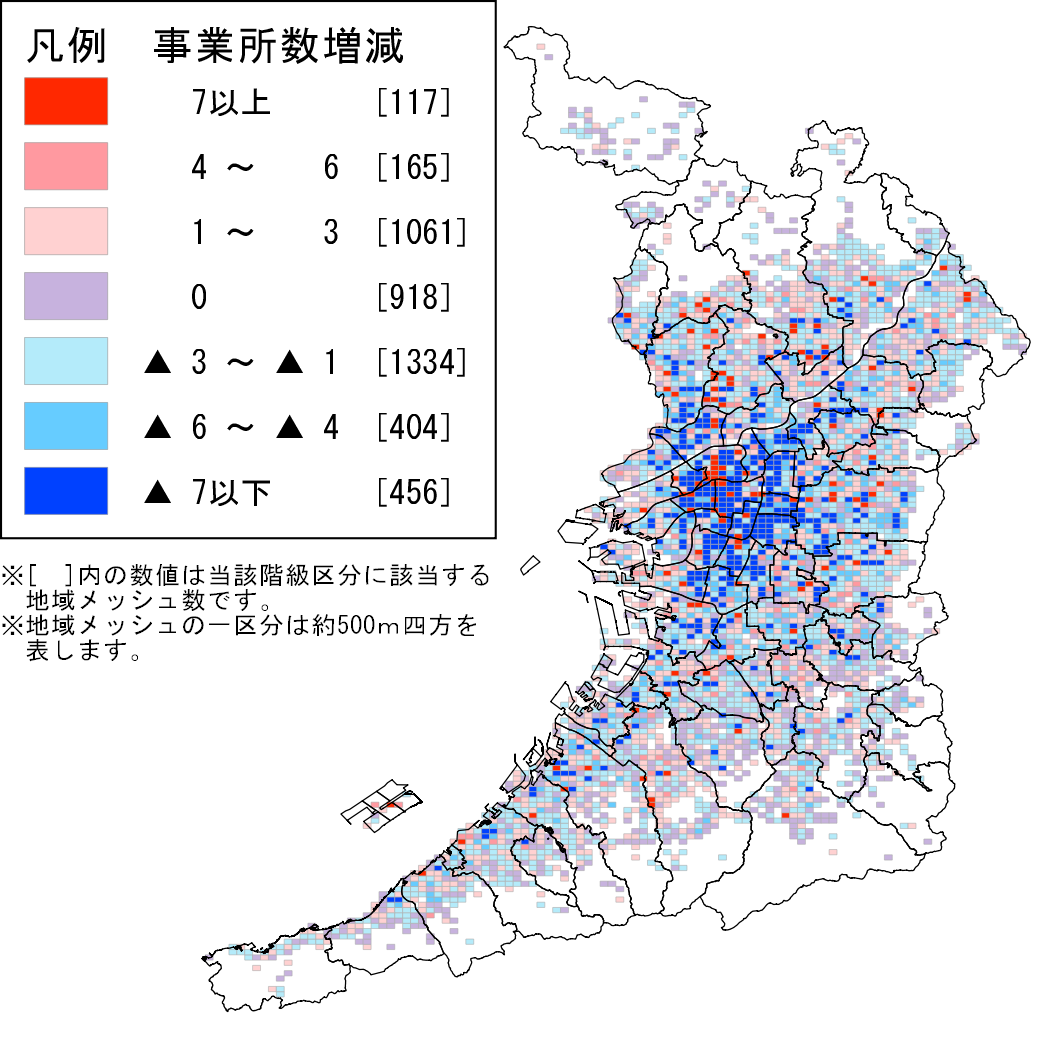 凡例 事業所数増減
7以上 [117]
4 ～ 6 [165]
1 ～ 3 [1061]
0 [918]
▲ 3 ～ ▲ 1 [1334]
▲ 6 ～ ▲ 4 [404]
▲ 7以下 [456]
※[ ]内の数値は当該階級区分に該当する
地域メッシュ数です。
※地域メッシュの一区分は約500m四方を
表します。